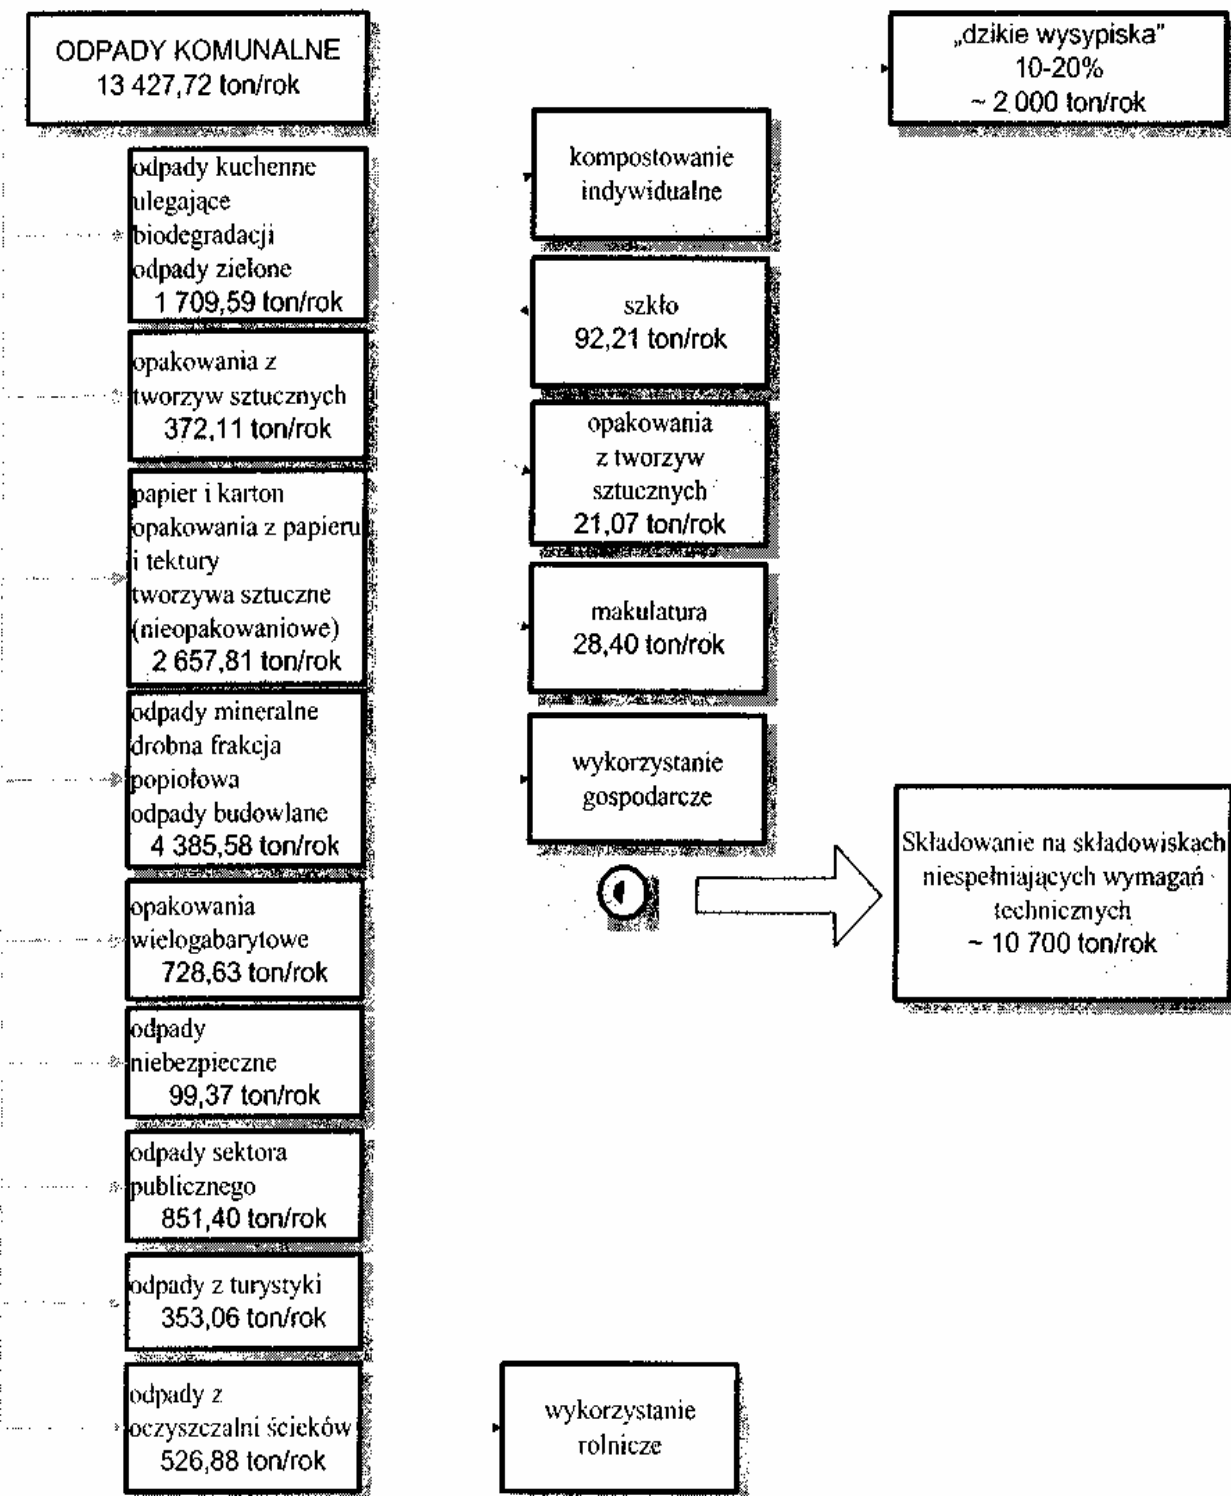 ODPADY KOMUNALNE
13 427,72 ton/rok
„dzikie wysypiska”
10-20%
~ 2 000 ton/rok
odpady kuchenne
ulegające
biodegradacji
odpady zielone
1 709,59 ton/rok
opakowania z
tworzyw sztucznych
372,11 ton/rok
papier i karton
opakowania z papieru
i tektury
tworzywa sztuczne
(nieopakowaniowe)
2 657,81 ton/rok
odpady mineralne
drobna frakcja
popiołowa
odpady budowlane
4 385,58 ton/rok
opakowania
wielogabarytowe
728,63 ton/rok
odpady
niebezpieczne
99,37 ton/rok
odpady sektora
publicznego
851,40 ton/rok
odpady z turystyki
353,06 ton/rok
odpady z
oczyszczalni ścieków
526,88 ton/rok
kompostowanie
indywidualne
szkło
92,21 ton/rok
opakowania
z tworzyw
sztucznych
21,07 ton/rok
makulatura
28,40 ton/rok
wykorzystanie
gospodarcze
wykorzystanie
rolnicze
Składowanie na składowiskach
niespełniających wymagań
technicznych
~ 10 700 ton/rok